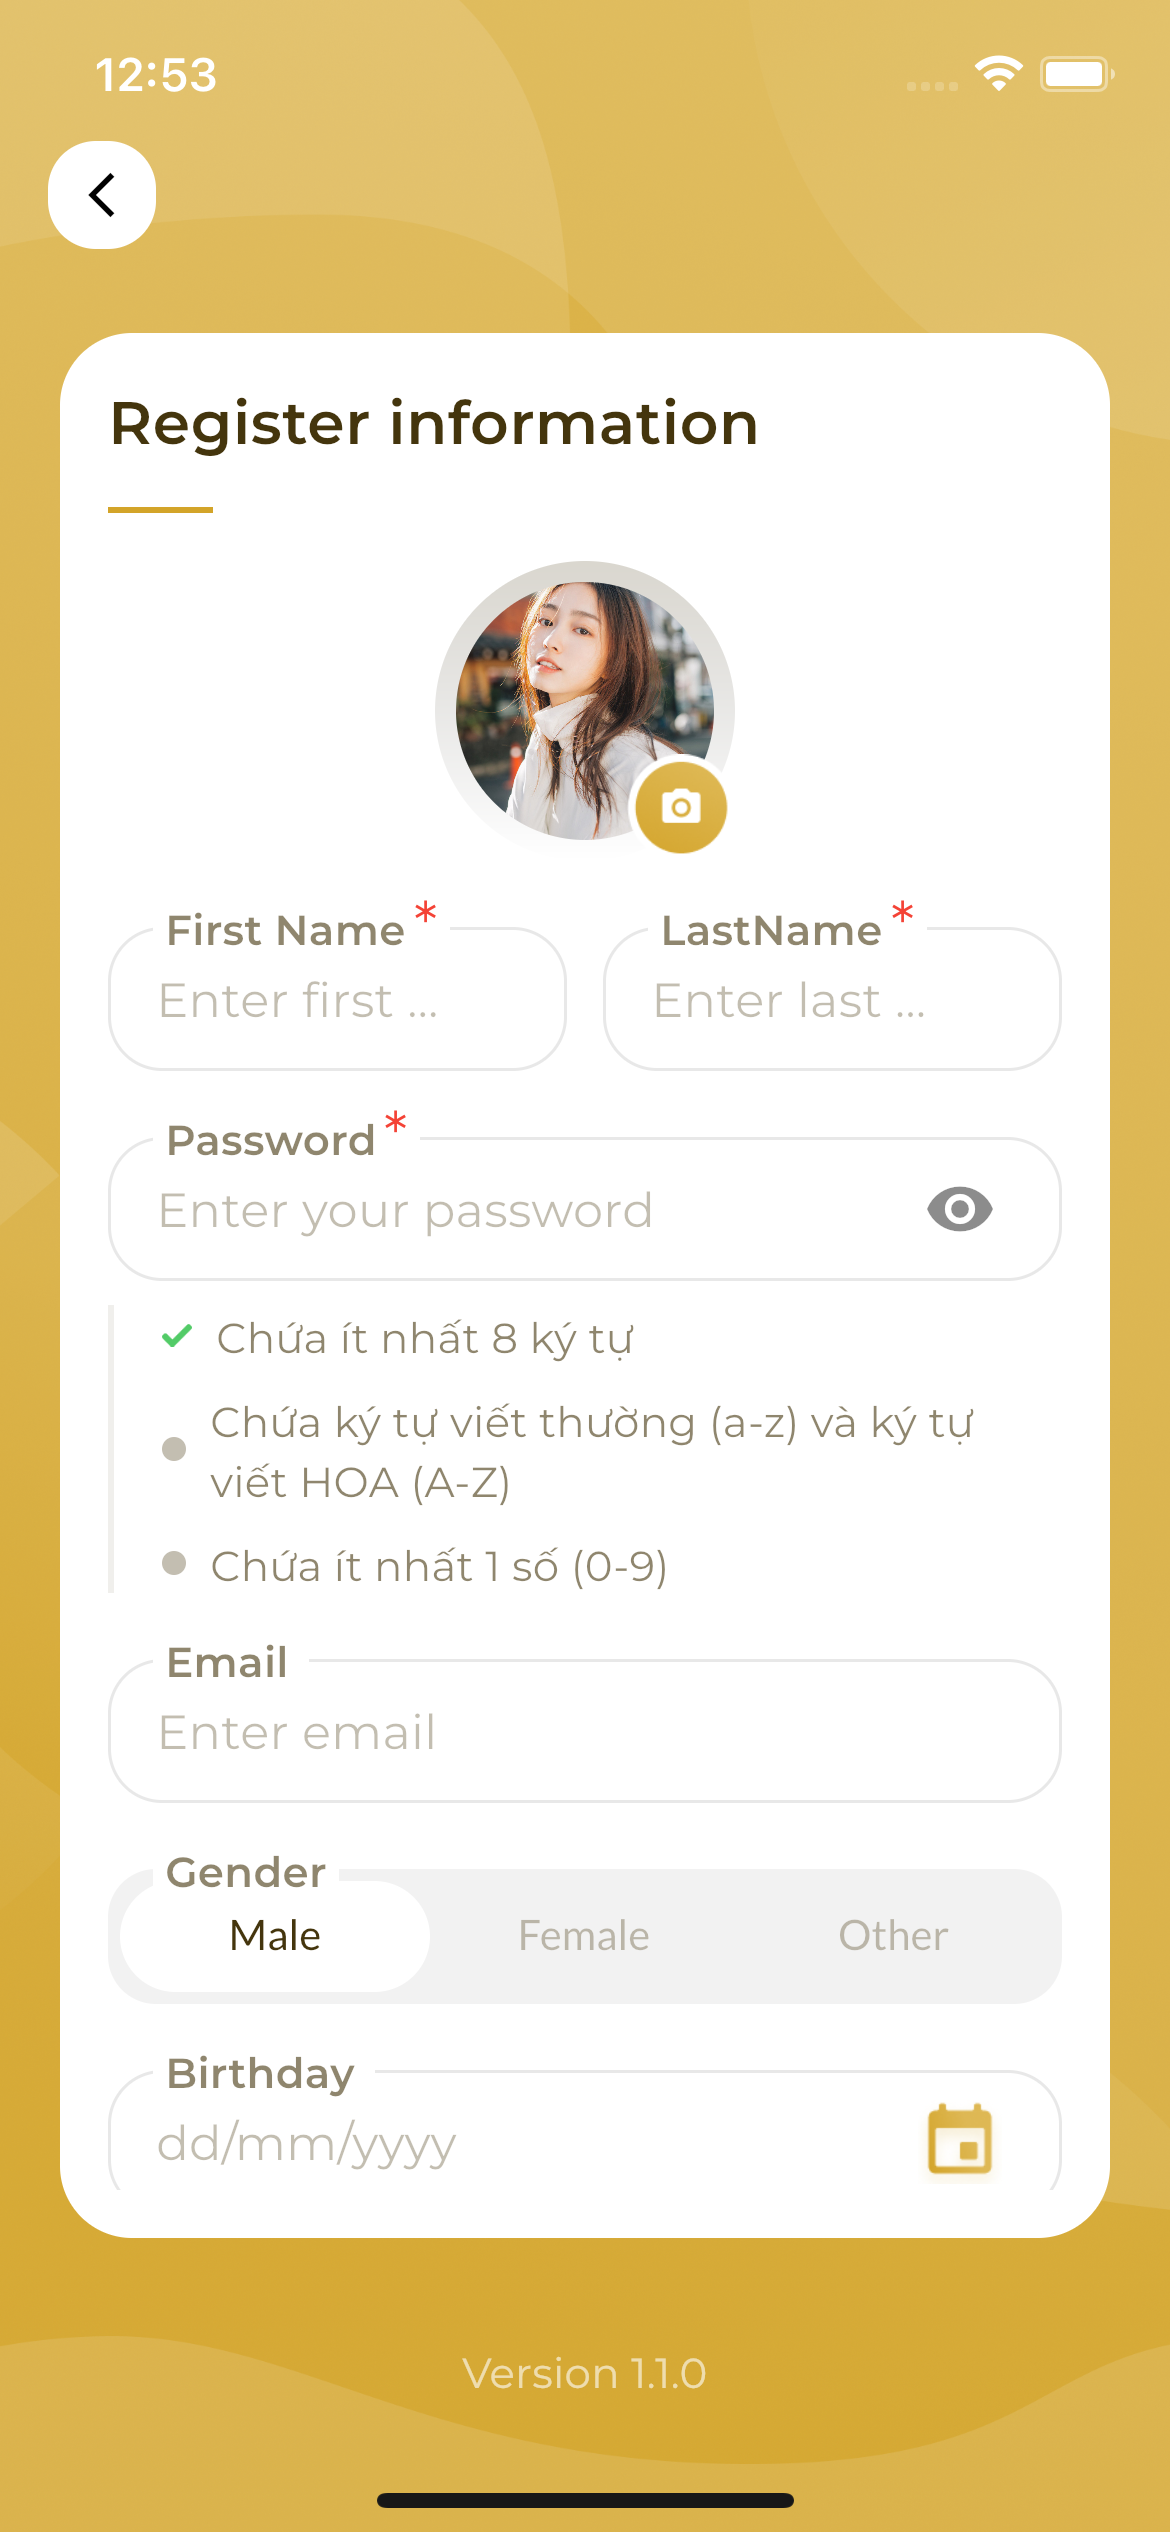 12:53
Register information
First Name *
LastName *
Enter first ...
Enter last ...
Password *
Enter your password
Chứa ít nhất 8 ký tự
Chứa ký tự viết thường (a-z) và ký tự
viết HOA (A-Z)
Chứa ít nhất 1 số (0-9)
Email
Enter email
Gender
Male
Female
Other
Birthday
dd/mm/yyyy
Version 1.1.0